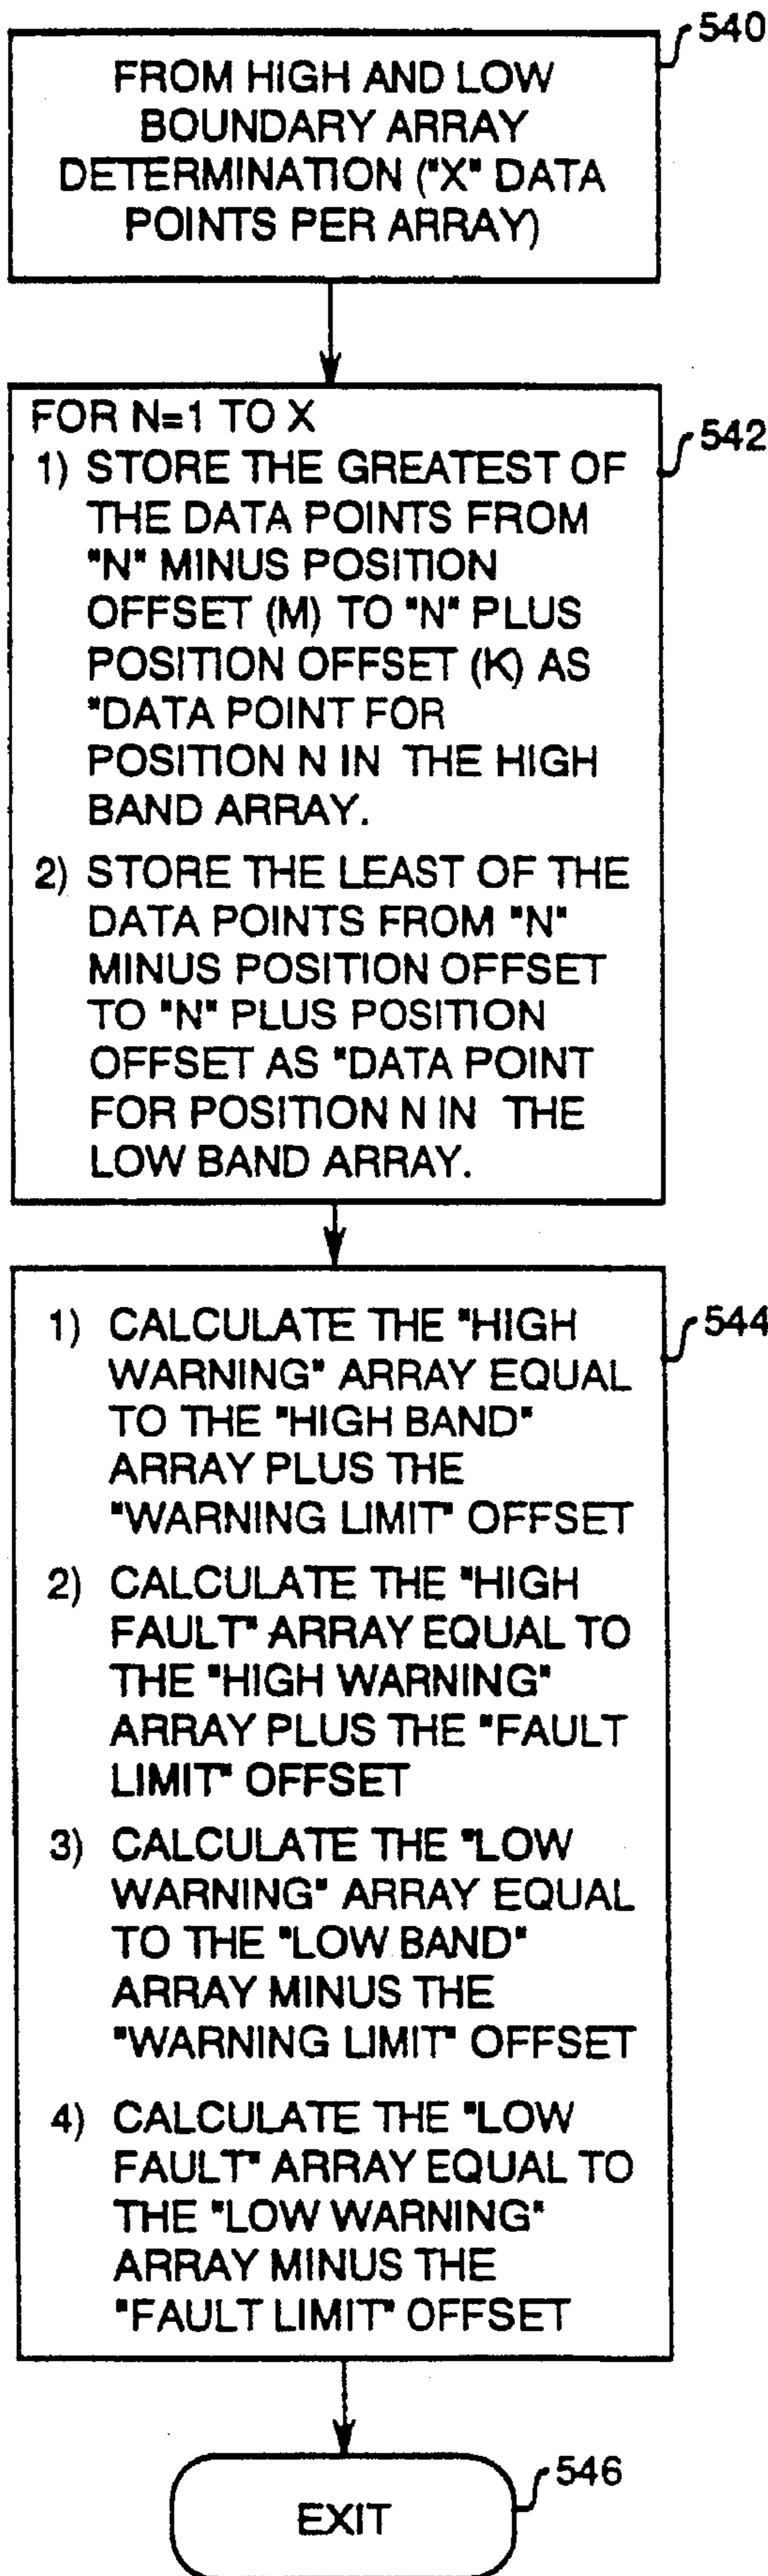 540
FROM HIGH AND LOW
BOUNDARY ARRAY
DETERMINATION ("X" DATA
POINTS PER ARRAY)
FOR N=1 TO X
542
1) STORE THE GREATEST OF
THE DATA POINTS FROM
"N" MINUS POSITION
OFFSET (M) TO "N" PLUS
POSITION OFFSET (K) AS
"DATA POINT FOR
POSITION N IN THE HIGH
BAND ARRAY.
2) STORE THE LEAST OF THE
DATA POINTS FROM "N"
MINUS POSITION OFFSET
TO "N" PLUS POSITION
OFFSET AS "DATA POINT
FOR POSITION N IN THE
LOW BAND ARRAY.
544
1) CALCULATE THE "HIGH
WARNING" ARRAY EQUAL
TO THE "HIGH BAND"
ARRAY PLUS THE
"WARNING LIMIT" OFFSET
2) CALCULATE THE "HIGH
FAULT" ARRAY EQUAL TO
THE "HIGH WARNING"
ARRAY PLUS THE "FAULT
LIMIT" OFFSET
3) CALCULATE THE "LOW
WARNING" ARRAY EQUAL
TO THE "LOW BAND"
ARRAY MINUS THE
"WARNING LIMIT" OFFSET
4) CALCULATE THE "LOW
FAULT" ARRAY EQUAL TO
THE "LOW WARNING"
ARRAY MINUS THE
"FAULT LIMIT" OFFSET
546
EXIT